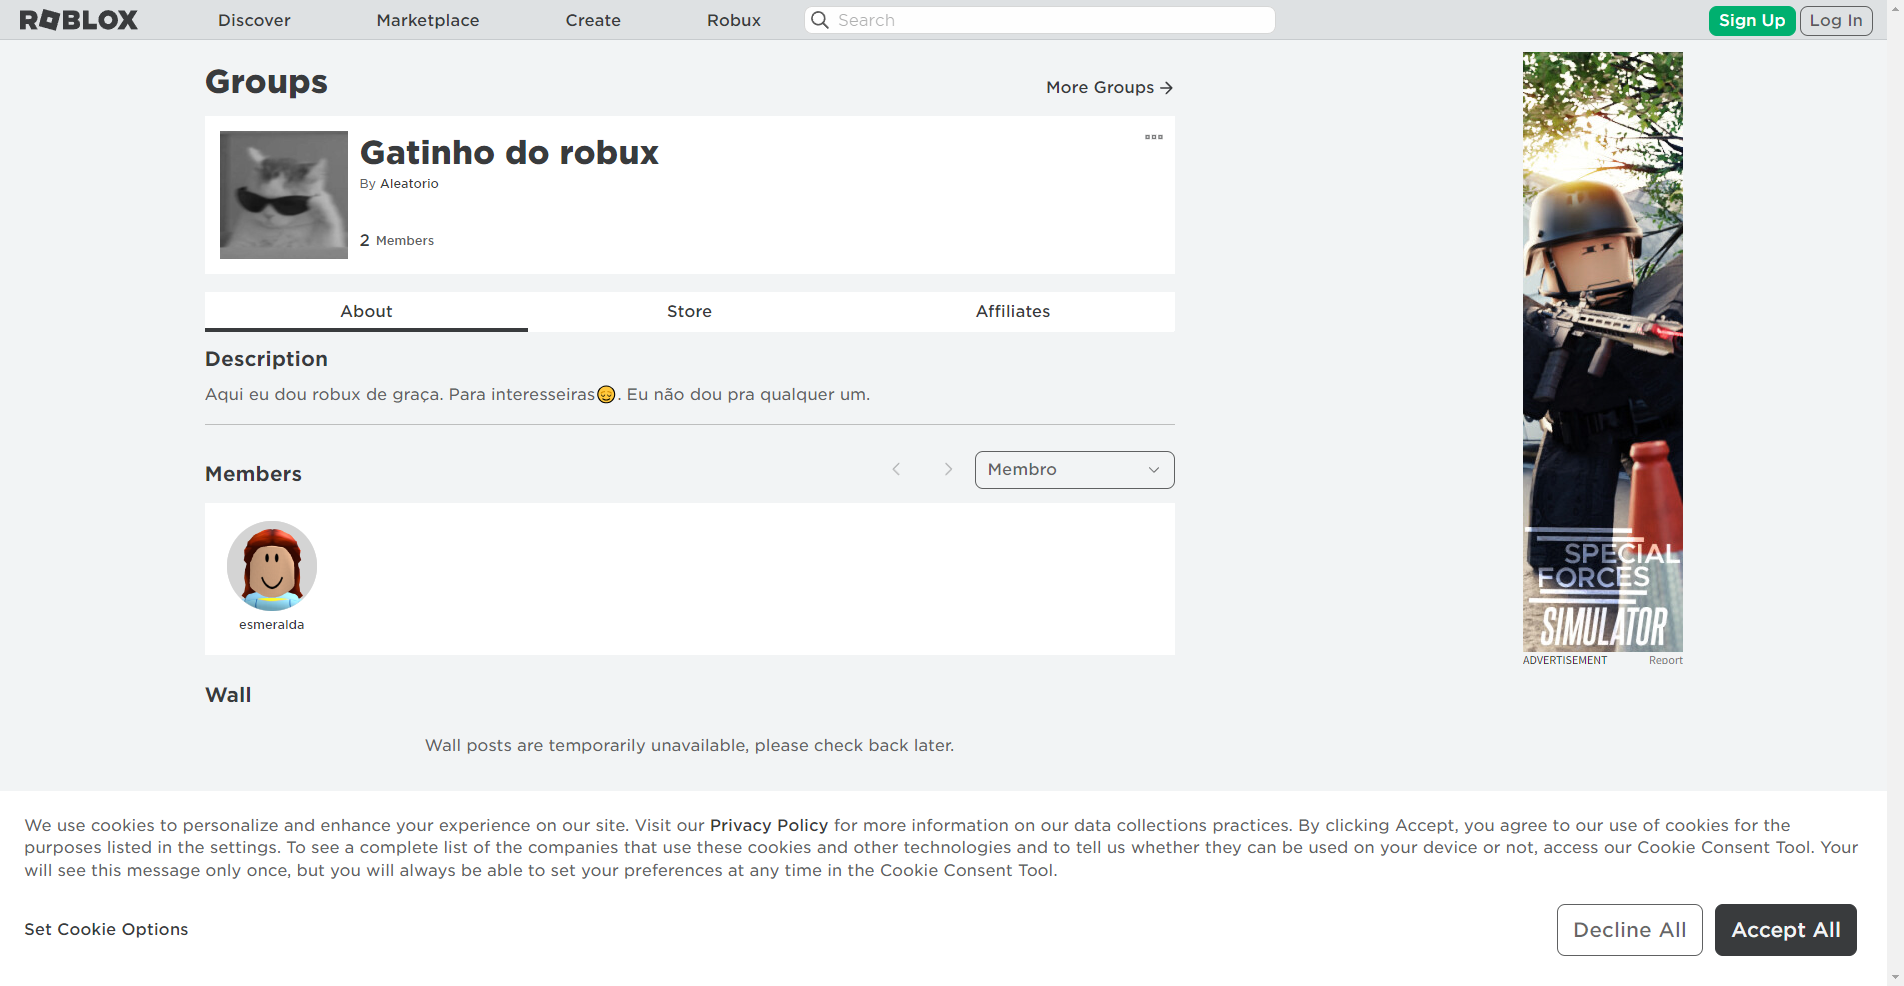 ROBLOX
Discover
Marketplace
Create
Robux
Search
Sign Up
Log In
Groups
More Groups
Gatinho do robux
By Aleatorio
2 Members
About
Store
Affiliates
Description
Aqui eu dou robux de graça. Para interesseiras😌. Eu não dou pra qualquer um.
Members
Membro
esmeralda
Wall
Wall posts are temporarily unavailable, please check back later.
SPECIAL
FORCES
SIMULATOR
ADVERTISEMENT
Report
We use cookies to personalize and enhance your experience on our site. Visit our Privacy Policy for more information on our data collections practices. By clicking Accept, you agree to our use of cookies for the
purposes listed in the settings. To see a complete list of the companies that use these cookies and other technologies and to tell us whether they can be used on your device or not, access our Cookie Consent Tool. Your
will see this message only once, but you will always be able to set your preferences at any time in the Cookie Consent Tool.
Set Cookie Options
Decline All
Accept All